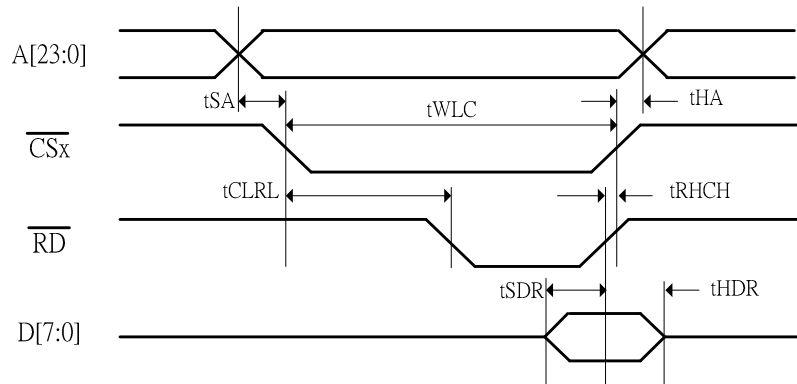 A[23:0]
tSA
tWLC
tHA
CSx
tCLRL
tRHCH
RD
tSDR
tHDR
D[7:0]